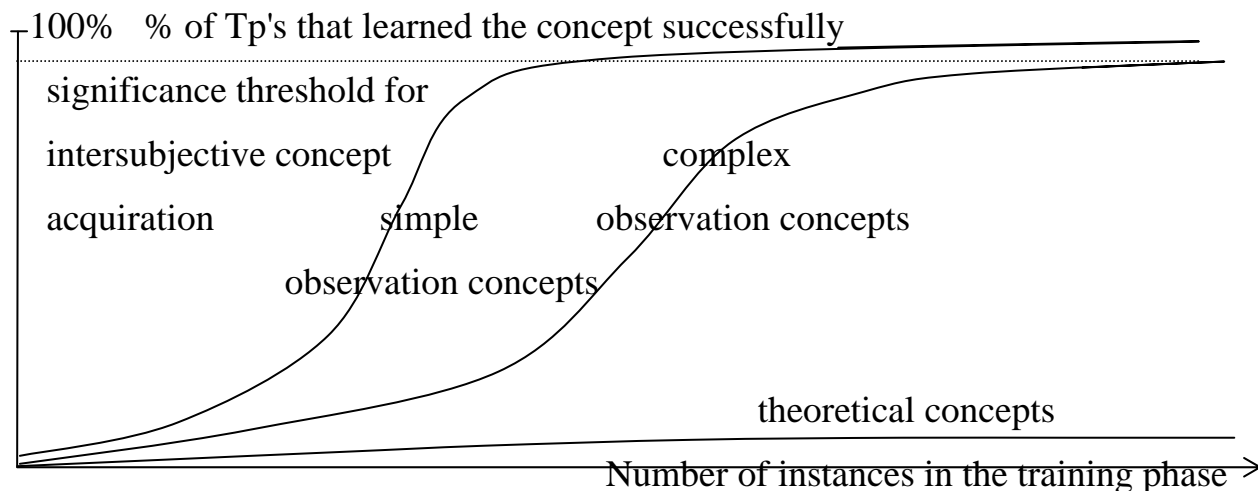 100% % of Tp's that learned the concept successfully
significance threshold for
intersubjective concept
acquiration
simple
observation concepts
complex
observation concepts
theoretical concepts
Number of instances in the training phase